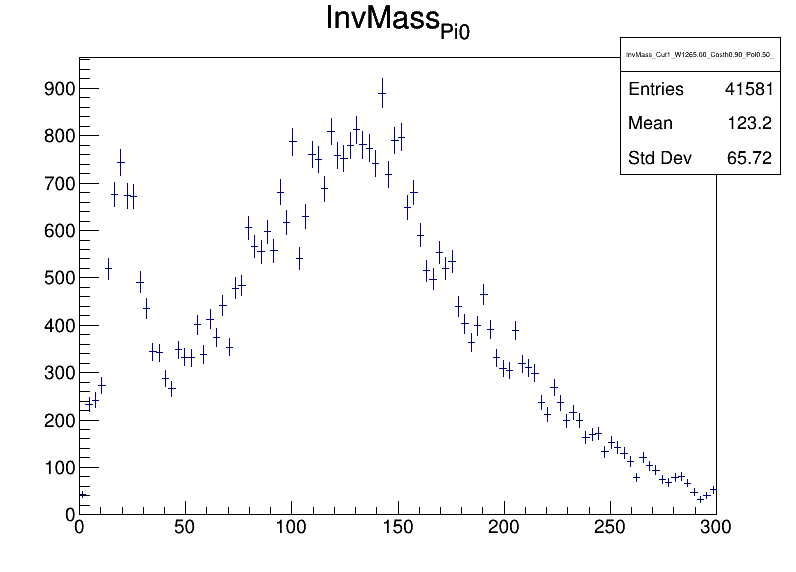 InvMassPi0
InvMass_Cut1_W1265.00_Costh0.90_Pol0.50_
Entries 41581
Mean 123.2
Std Dev 65.72
900
800
700
600
500
400
300
200
100
0
0 50 100 150 200 250 300